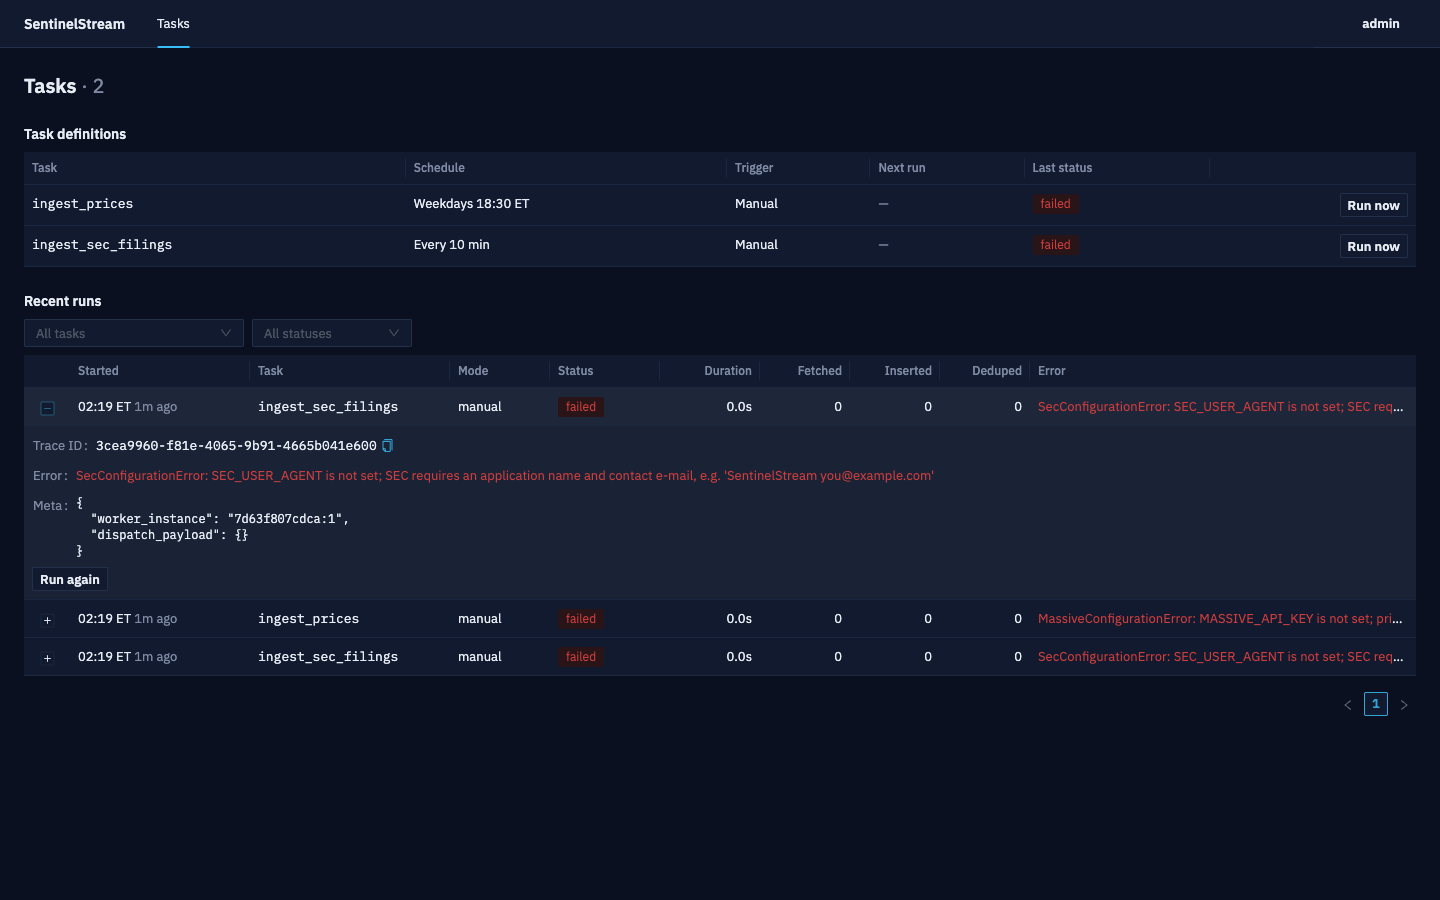 SentinelStream Tasks admin
Tasks · 2
Task definitions
Task Schedule Trigger Next run Last status
ingest_prices Weekdays 18:30 ET Manual — failed Run now
ingest_sec_filings Every 10 min Manual — failed Run now
Recent runs
All tasks All statuses
Started Task Mode Status Duration Fetched Inserted Deduped Error
02:19 ET 1m ago ingest_sec_filings manual failed 0.0s 0 0 0 SecConfigurationError: SEC_USER_AGENT is not set; SEC req...
Trace ID: 3cea9960-f81e-4065-9b91-4665b041e600
Error: SecConfigurationError: SEC_USER_AGENT is not set; SEC requires an application name and contact e-mail, e.g. 'SentinelStream you@example.com'
Meta: {
"worker_instance": "7d63f807cdca:1",
"dispatch_payload": {}
}
Run again
+ 02:19 ET 1m ago ingest_prices manual failed 0.0s 0 0 0 MassiveConfigurationError: MASSIVE_API_KEY is not set; pri...
+ 02:19 ET 1m ago ingest_sec_filings manual failed 0.0s 0 0 0 SecConfigurationError: SEC_USER_AGENT is not set; SEC req...
< 1 >